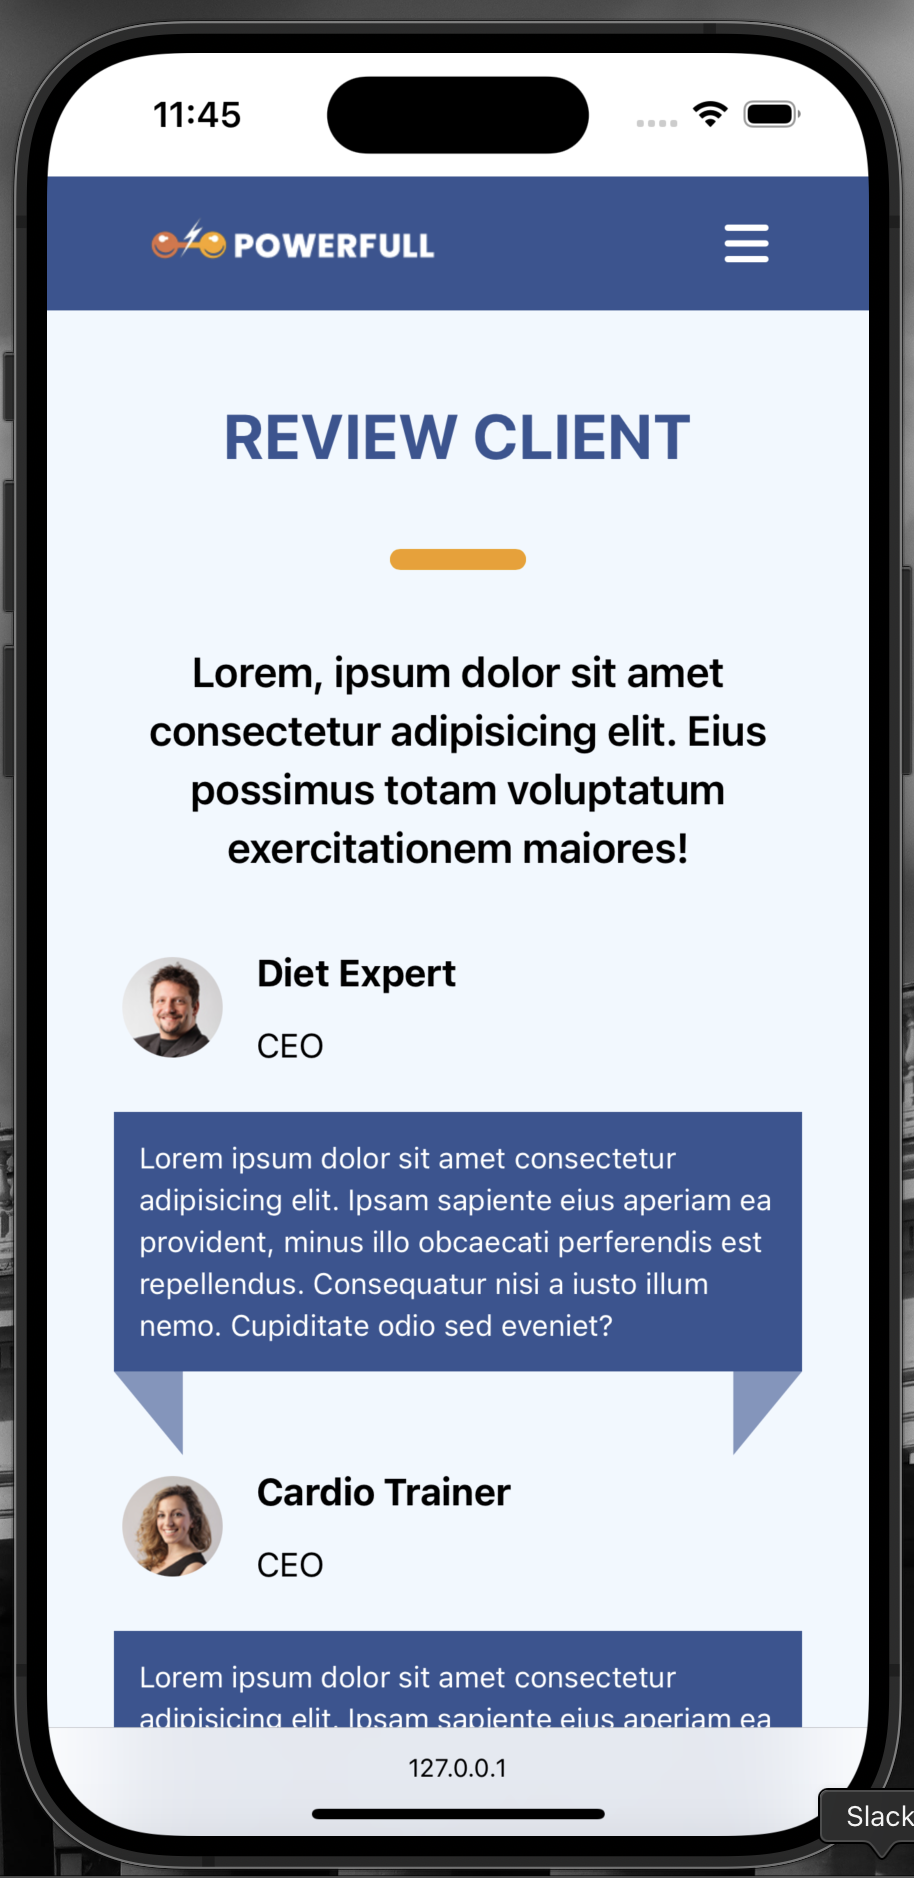 11:45
POWERFULL
REVIEW CLIENT
Lorem, ipsum dolor sit amet
consectetur adipisicing elit. Eius
possimus totam voluptatum
exercitationem maiores!
Diet Expert
CEO
Lorem ipsum dolor sit amet consectetur
adipisicing elit. Ipsam sapiente eius aperiam ea
provident, minus illo obcaecati perferendis est
repellendus. Consequatur nisi a iusto illum
nemo. Cupiditate odio sed eveniet?
Cardio Trainer
CEO
Lorem ipsum dolor sit amet consectetur
adipisicing elit. Ipsam sapiente eius aperiam ea
127.0.0.1
Slack